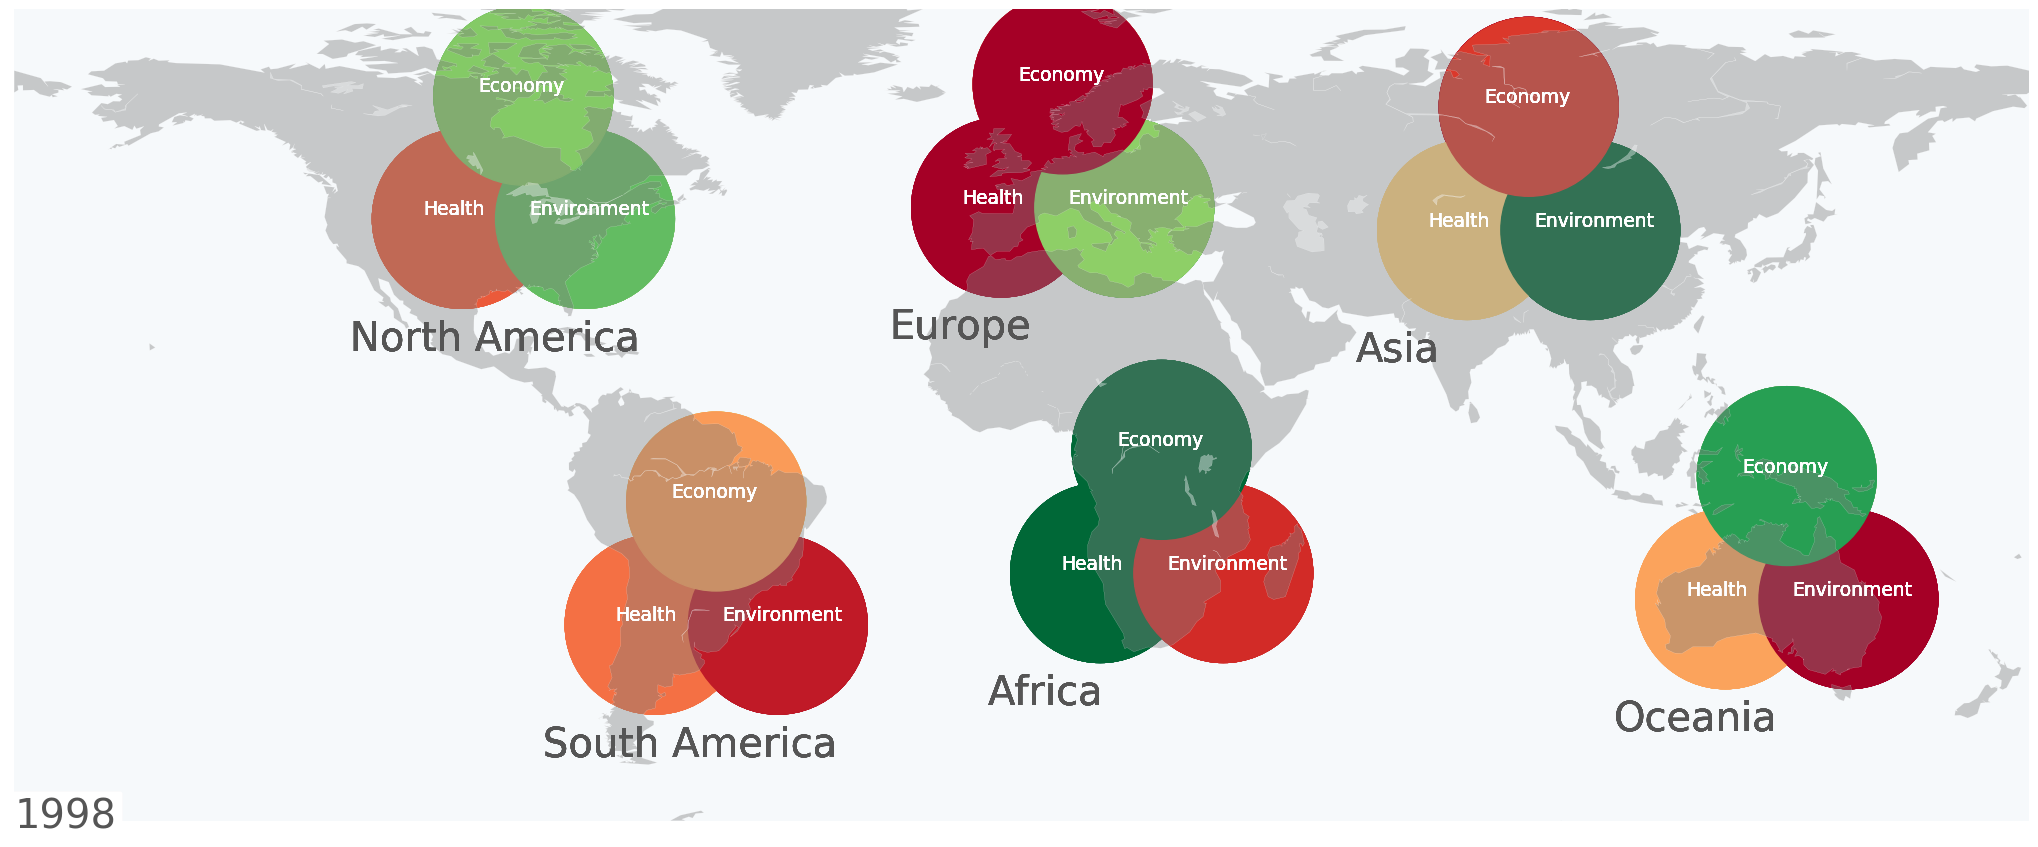 Economy
Health
Environment
North America
Economy
Health
Environment
Europe
Economy
Health
Environment
Asia
Economy
Health
Environment
South America
Economy
Health
Environment
Africa
Economy
Health
Environment
Oceania
1998